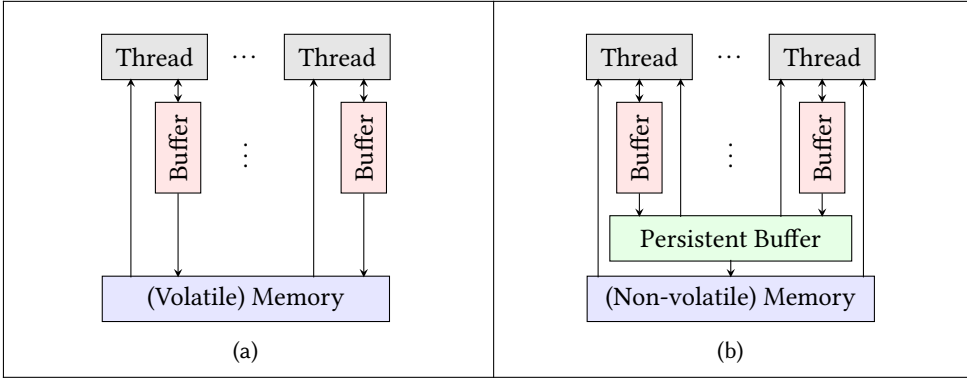 Thread ... Thread
Buffer
⋮
Buffer
(Volatile) Memory
(a)
Thread ... Thread
Buffer
⋮
Buffer
Persistent Buffer
(Non-volatile) Memory
(b)